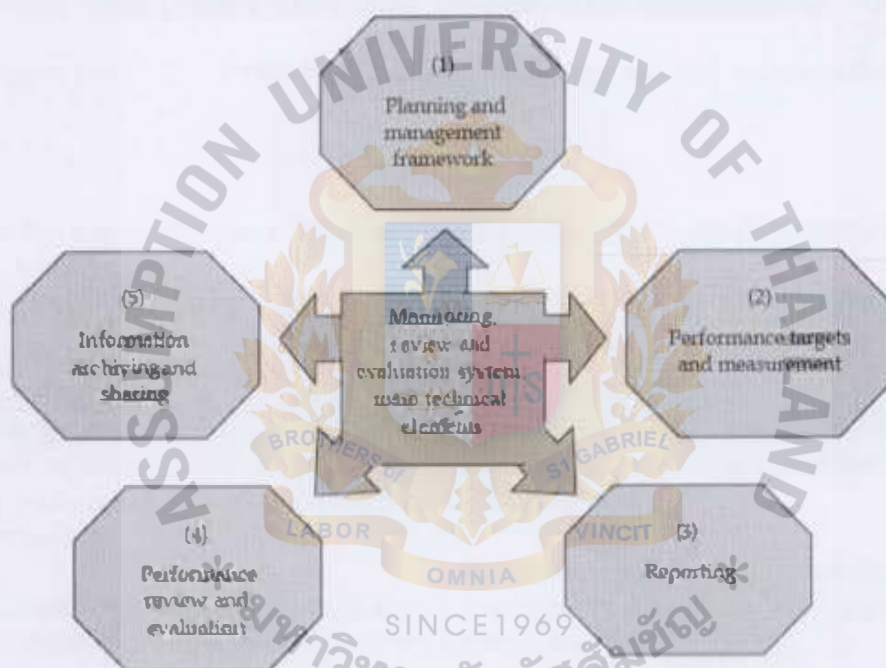 (1)
Planning and
management
framework
(2)
Performance targets
and measurement
(3)
Reporting
(4)
Performance
review and
evaluation
(5)
Information
archiving and
sharing
Monitoring,
review and
evaluation system
main technical
elements
ASSUMPTION UNIVERSITY OF THAILAND
BROTHERS of
ST GABRIEL
LABOR
OMNIA
VINCIT
SINCE1969